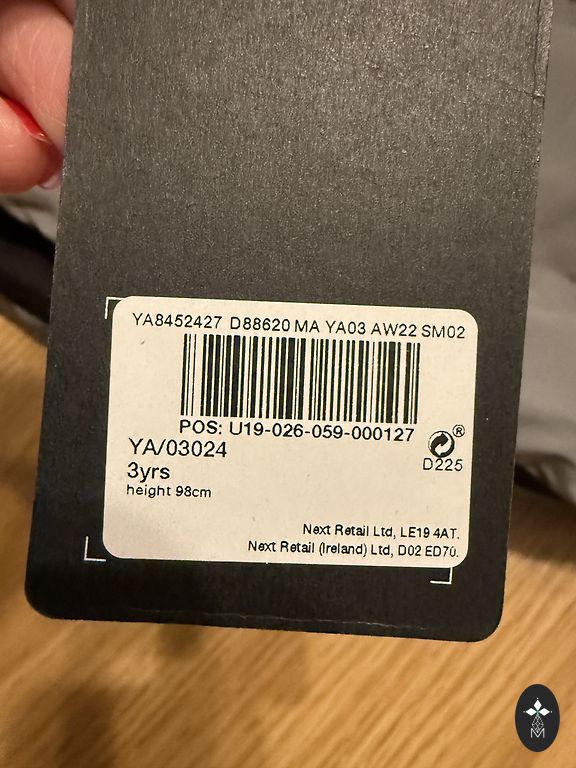 YA8452427 D88620 MA YA03 AW22 SM02
POS: U19-026-059-000127
®
YA/03024
D225
3yrs
height 98cm
Next Retail Ltd, LE19 4AT.
Next Retail (Ireland) Ltd, D02 ED70.
M